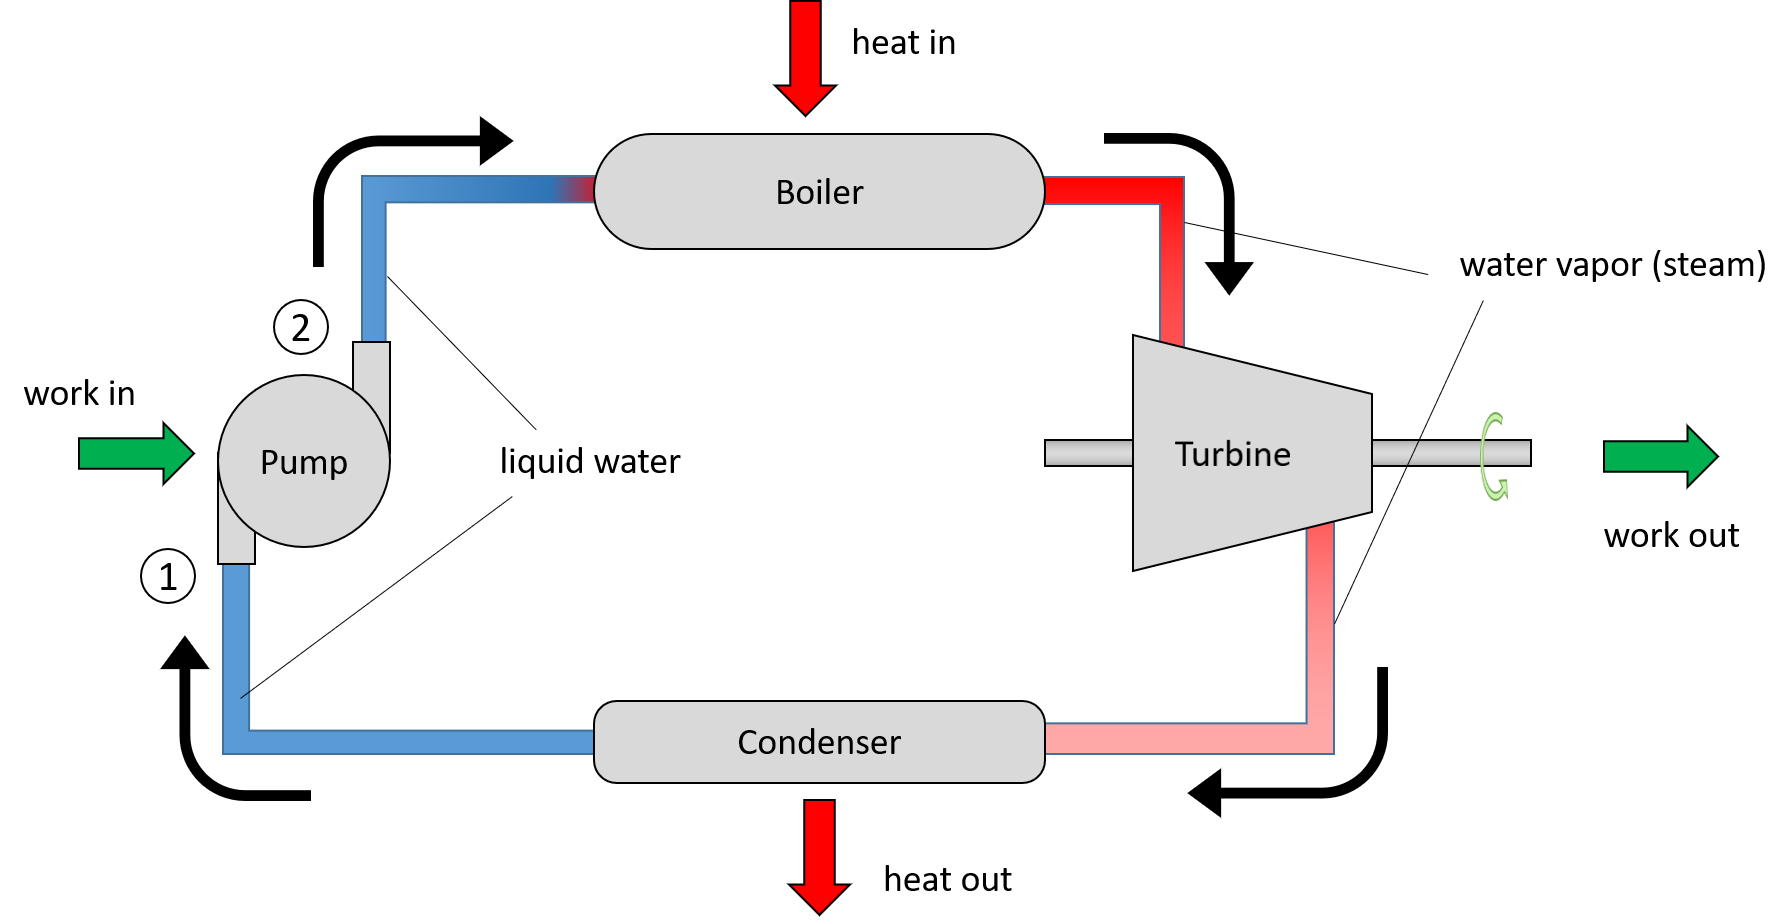 heat in
Boiler
water vapor (steam)
2
work in
Pump
liquid water
Turbine
work out
1
Condenser
heat out